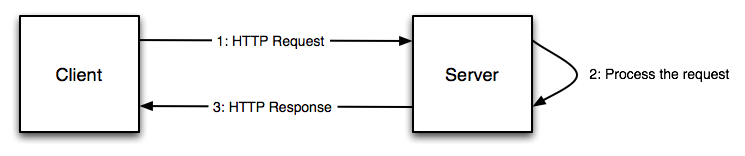 1: HTTP Request
Client
Server
2: Process the request
3: HTTP Response